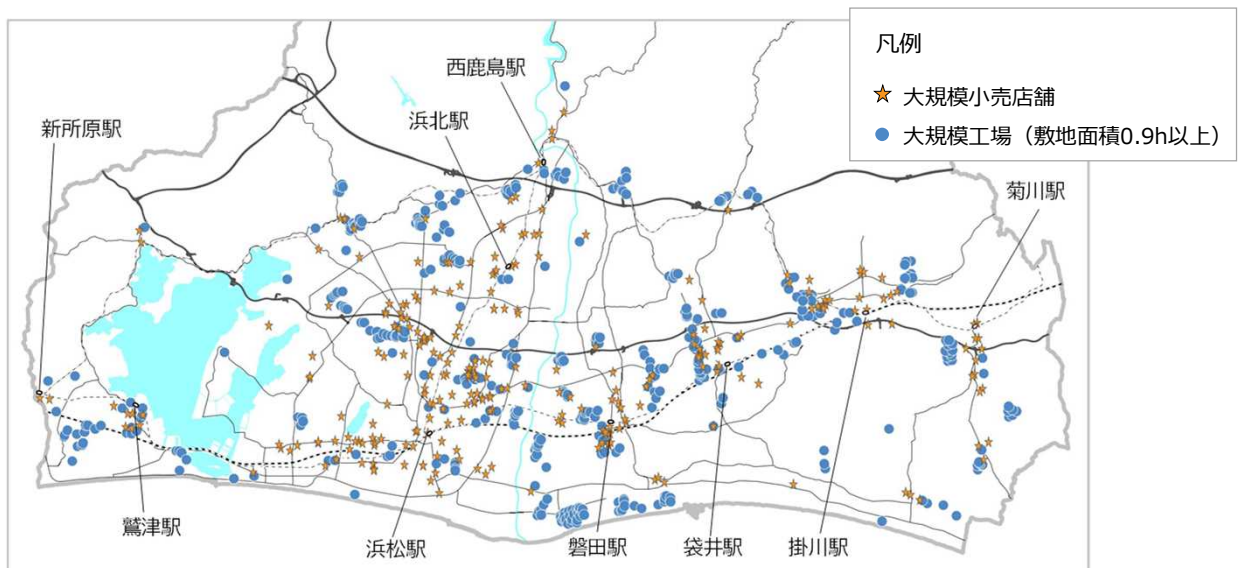 凡例
大規模小売店舗
大規模工場（敷地面積0.9h以上）
西鹿島駅
浜北駅
新所原駅
菊川駅
鷲津駅
浜松駅
磐田駅
袋井駅
掛川駅